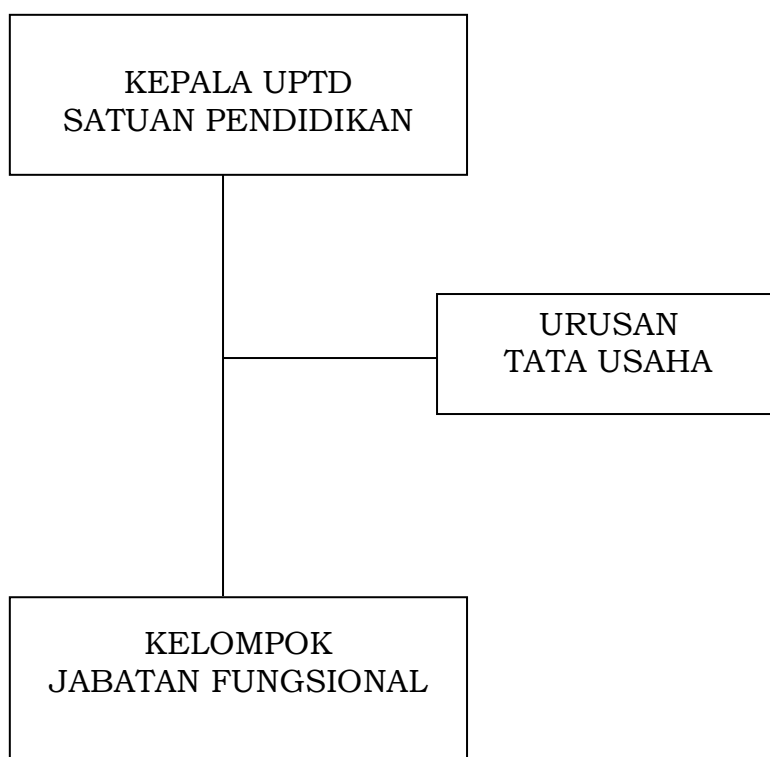 KEPALA UPTD
SATUAN PENDIDIKAN
URUSAN
TATA USAHA
KELOMPOK
JABATAN FUNGSIONAL